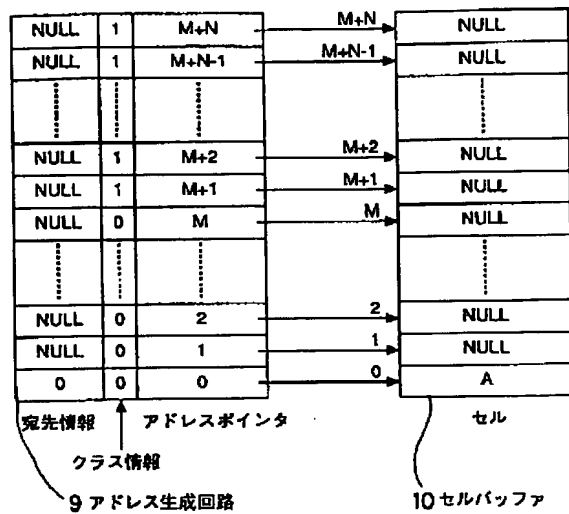 NULL 1 M+N M+N NULL
NULL 1 M+N-1 M+N-1 NULL
NULL 1 M+2 M+2 NULL
NULL 1 M+1 M+1 NULL
NULL 0 M M NULL
NULL 0 2 2 NULL
NULL 0 1 1 NULL
0 0 0 0 A
宛先情報 アドレスポインタ セル
クラス情報
9 アドレス生成回路 10 セルバッファ